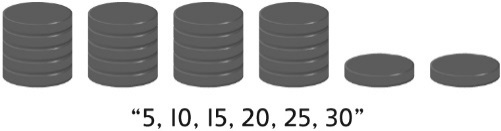 “5, 10, 15, 20, 25, 30”